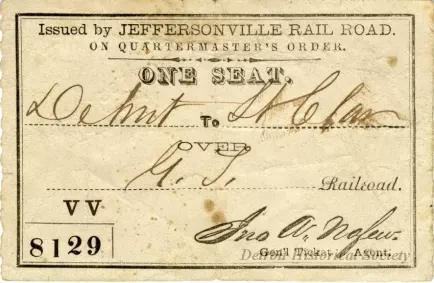 Issued by JEFFERSONVILLE RAIL ROAD.
ON QUARTERMASTER'S ORDER.
ONE SEAT.
Detroit To St Clair
OVER
G. T. Railroad.
VV
8129
Jno
Gen'l Ticket Agent.
Detroit Historical Society